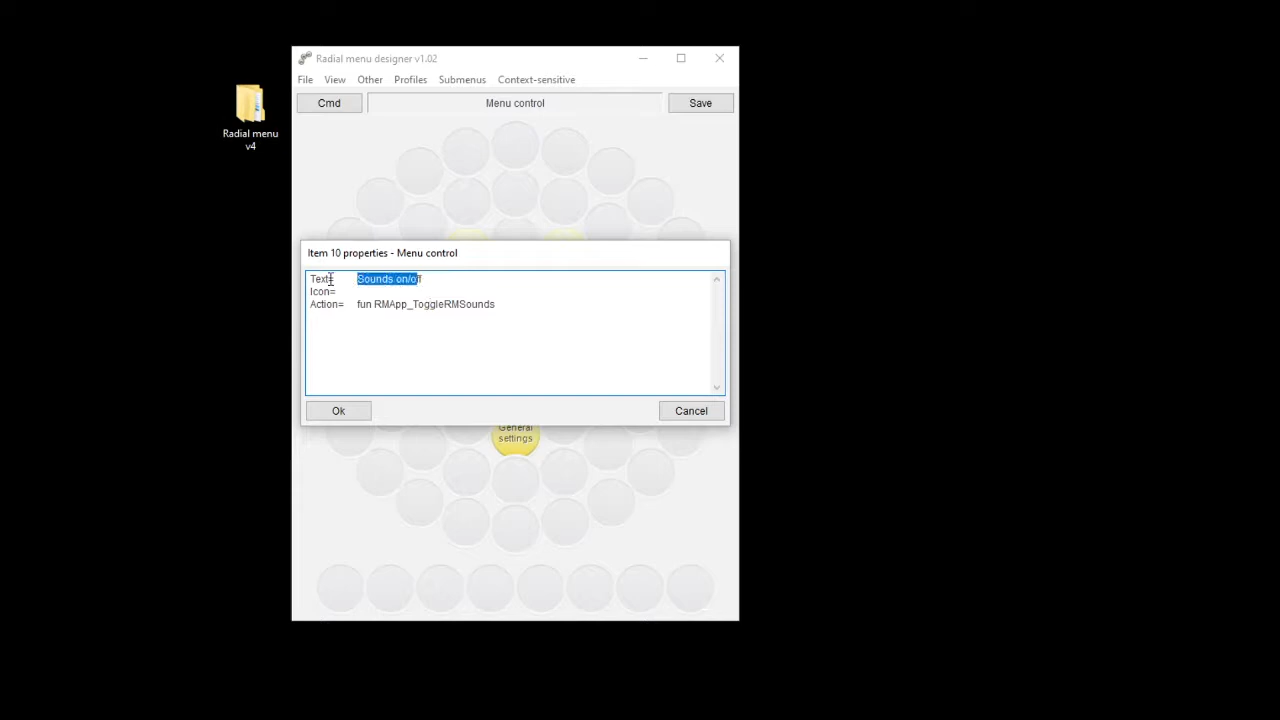 Radial menu designer v1.02
File View Other Profiles Submenus Context-sensitive
Cmd Menu control Save
Radial menu
v4
Item 10 properties - Menu control
Text= Sounds on/off
Icon=
Action= fun RMApp_ToggleRMSounds
Ok Cancel
General
settings